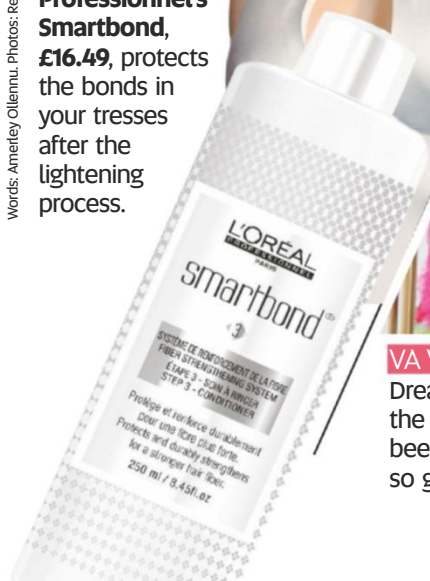 Professionnel's
Smartbond,
£16.49, protects
the bonds in
your tresses
after the
lightening
process.
Words: Amerley Ollennu. Photos: Re
L'ORÉAL
PROFESSIONNEL
PARIS
smartbond
3
SYSTÈME DE RENFORCEMENT DE LA FIBRE
FIBER STRENGTHENING SYSTEM
ÉTAPE 3 - SOIN À RINCER
STEP 3 - CONDITIONER
Protège et renforce durablement
pour une fibre plus forte.
Protects and durably strengthens
for a stronger hair fiber.
250 ml / 8.45fl.oz
VA
Drea
the
bee
so g